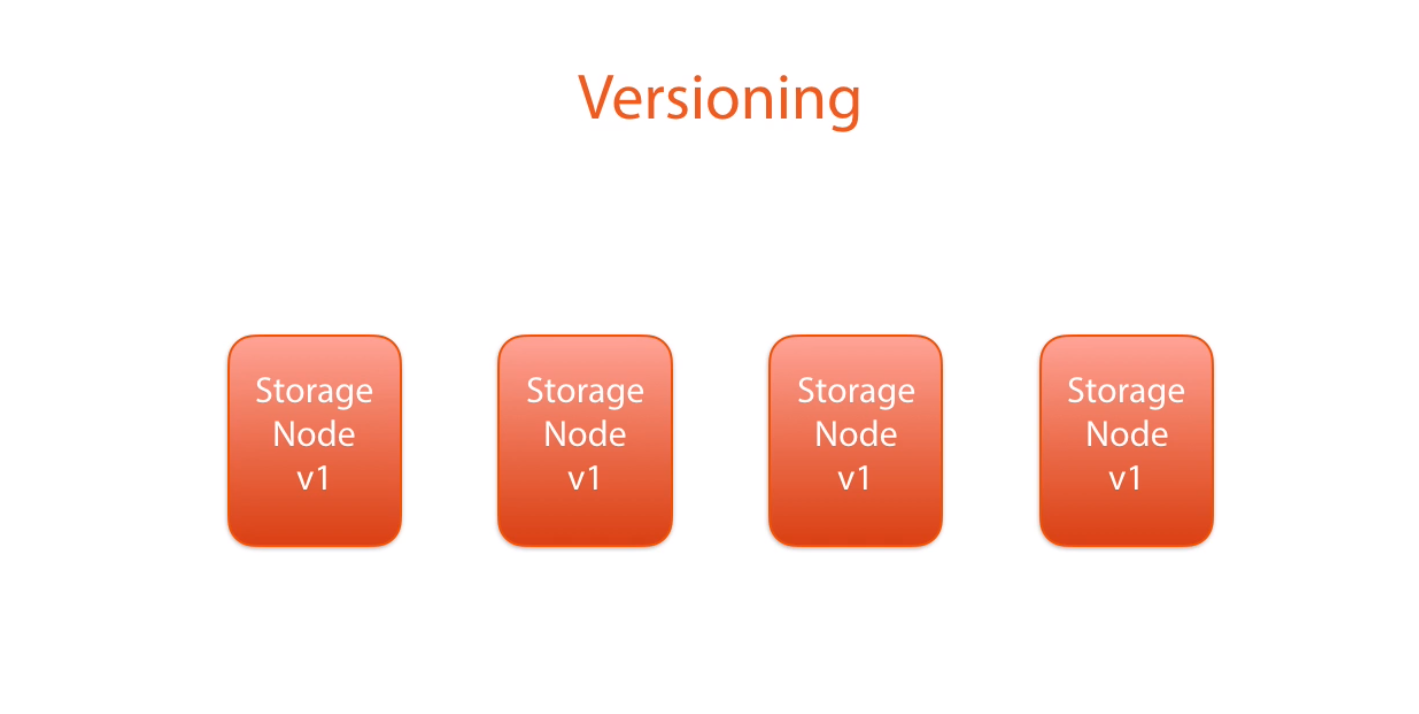 Versioning
Storage
Node
v1
Storage
Node
v1
Storage
Node
v1
Storage
Node
v1